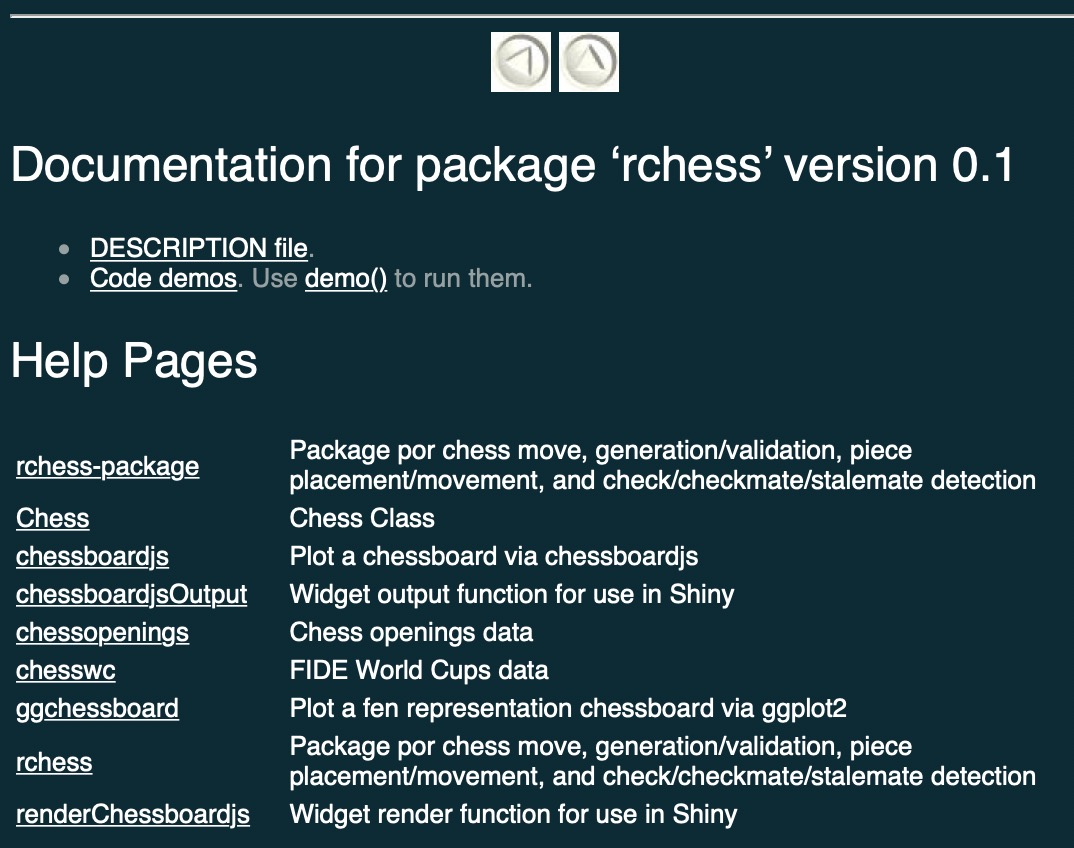 Documentation for package ‘rchess’ version 0.1
DESCRIPTION file.
Code demos. Use demo() to run them.
Help Pages
rchess-package Package por chess move, generation/validation, piece
placement/movement, and check/checkmate/stalemate detection
Chess Chess Class
chessboardjs Plot a chessboard via chessboardjs
chessboardjsOutput Widget output function for use in Shiny
chessopenings Chess openings data
chesswc FIDE World Cups data
ggchessboard Plot a fen representation chessboard via ggplot2
rchess Package por chess move, generation/validation, piece
placement/movement, and check/checkmate/stalemate detection
renderChessboardjs Widget render function for use in Shiny